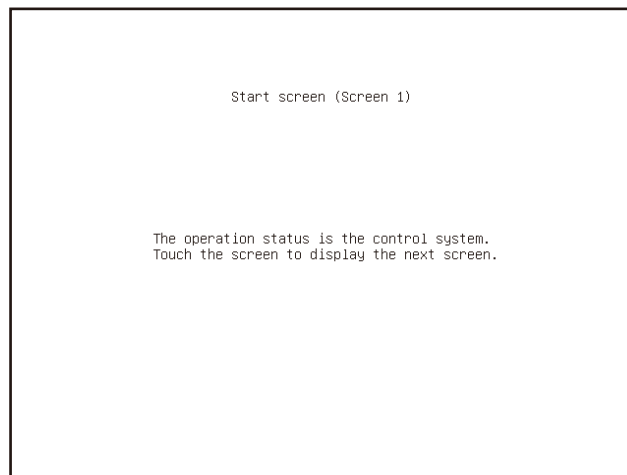 Start screen (Screen 1)
The operation status is the control system.
Touch the screen to display the next screen.